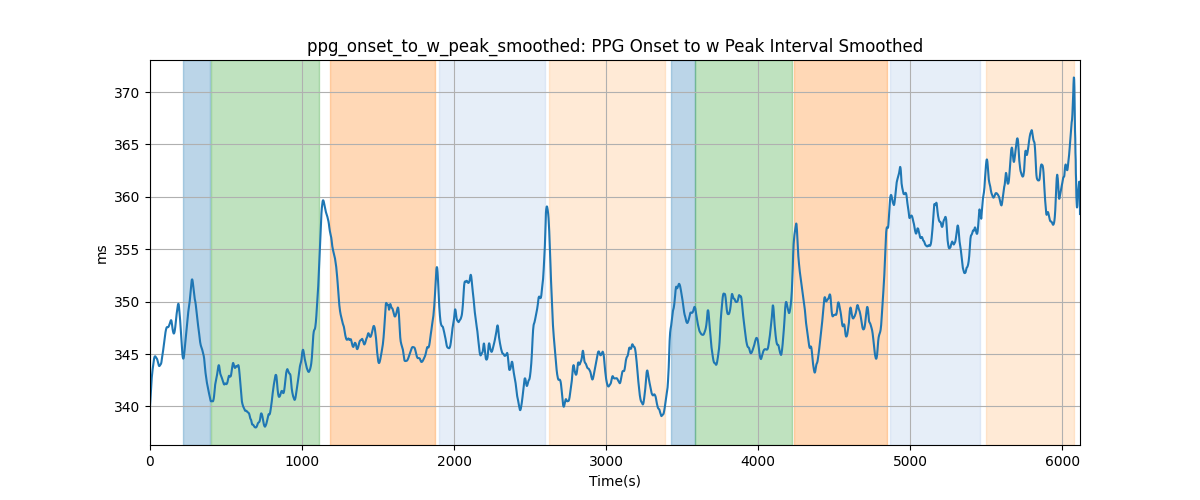 ppg_onset_to_w_peak_smoothed: PPG Onset to w Peak Interval Smoothed
ms
370
365
360
355
350
345
340
0 1000 2000 3000 4000 5000 6000
Time(s)